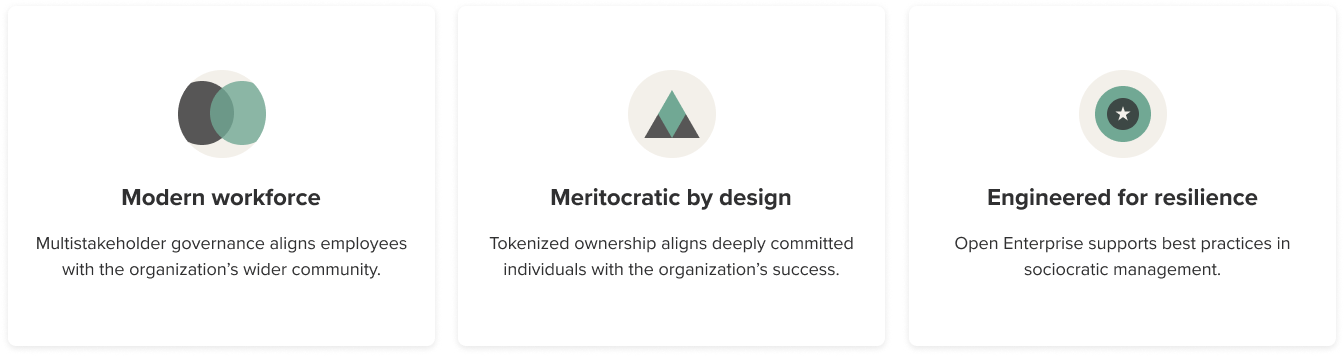 Modern workforce
Multistakeholder governance aligns employees
with the organization’s wider community.
Meritocratic by design
Tokenized ownership aligns deeply committed
individuals with the organization’s success.
Engineered for resilience
Open Enterprise supports best practices in
sociocratic management.